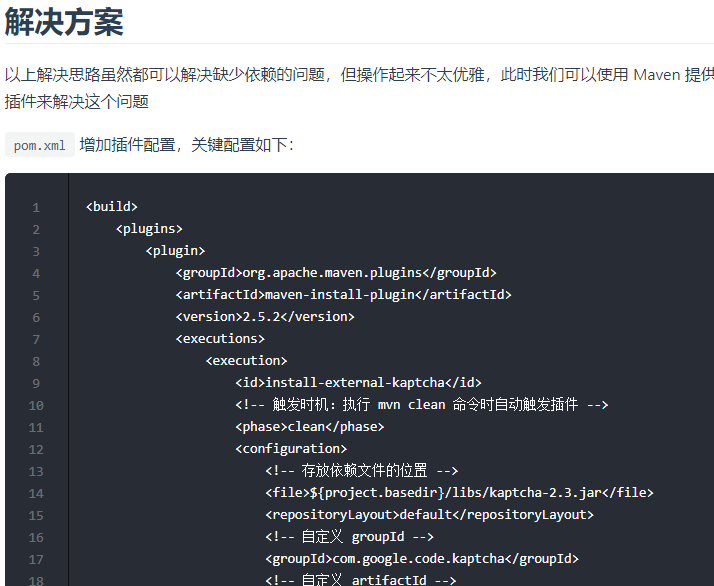 解决方案
以上解决思路虽然都可以解决缺少依赖的问题，但操作起来不太优雅，此时我们可以使用 Maven 提供
插件来解决这个问题
pom.xml 增加插件配置，关键配置如下：
1 <build>
2 <plugins>
3 <plugin>
4 <groupId>org.apache.maven.plugins</groupId>
5 <artifactId>maven-install-plugin</artifactId>
6 <version>2.5.2</version>
7 <executions>
8 <execution>
9 <id>install-external-kaptcha</id>
10 <!-- 触发时机：执行 mvn clean 命令时自动触发插件 -->
11 <phase>clean</phase>
12 <configuration>
13 <!-- 存放依赖文件的位置 -->
14 <file>${project.basedir}/libs/kaptcha-2.3.jar</file>
15 <repositoryLayout>default</repositoryLayout>
16 <!-- 自定义 groupId -->
17 <groupId>com.google.code.kaptcha</groupId>
18 <!-- 自定义 artifactId -->